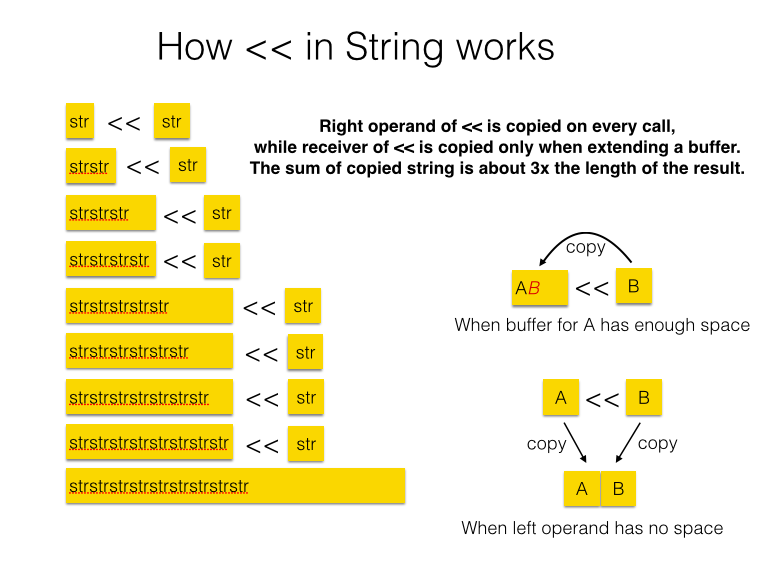 How << in String works
str << str
Right operand of << is copied on every call,
while receiver of << is copied only when extending a buffer.
The sum of copied string is about 3x the length of the result.
strstr << str
strstrstr << str
strstrstrstr << str
strstrstrstrstr << str
strstrstrstrstrstr << str
strstrstrstrstrstrstr << str
strstrstrstrstrstrstrstr << str
strstrstrstrstrstrstrstrstr
copy
AB << B
When buffer for A has enough space
A << B
copy copy
A B
When left operand has no space